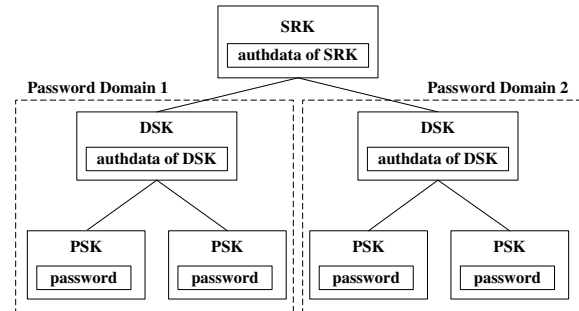 SRK
authdata of SRK
Password Domain 1
Password Domain 2
DSK
authdata of DSK
DSK
authdata of DSK
PSK
password
PSK
password
PSK
password
PSK
password